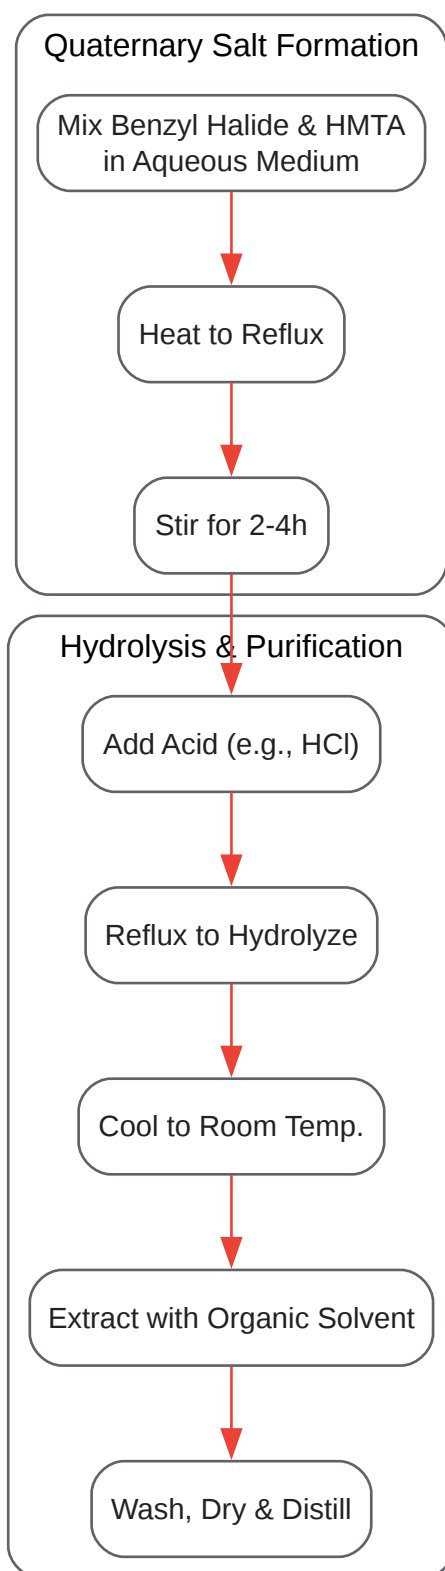 Quaternary Salt Formation
Mix Benzyl Halide & HMTA
in Aqueous Medium
Heat to Reflux
Stir for 2-4h
Hydrolysis & Purification
Add Acid (e.g., HCl)
Reflux to Hydrolyze
Cool to Room Temp.
Extract with Organic Solvent
Wash, Dry & Distill